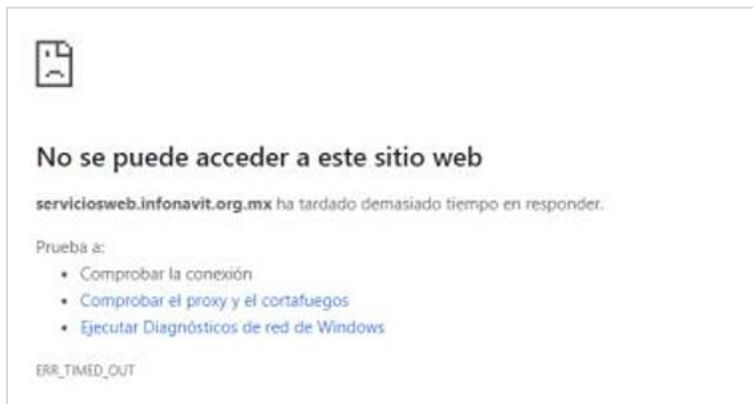 No se puede acceder a este sitio web
serviciosweb.infonavit.org.mx ha tardado demasiado tiempo en responder.
Prueba a:
• Comprobar la conexión
• Comprobar el proxy y el cortafuegos
• Ejecutar Diagnósticos de red de Windows
ERR_TIMED_OUT